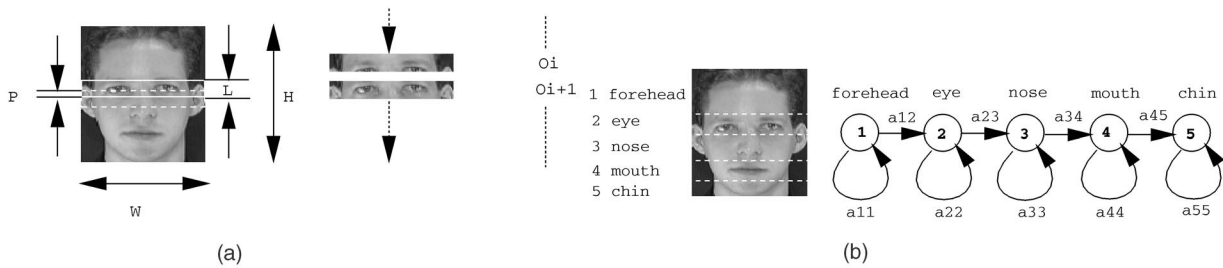 P
L
H
W
(a)
Oi
Oi+1
1 forehead
2 eye
3 nose
4 mouth
5 chin
forehead eye nose mouth chin
a12 a23 a34 a45
1 2 3 4 5
a11 a22 a33 a44 a55
(b)